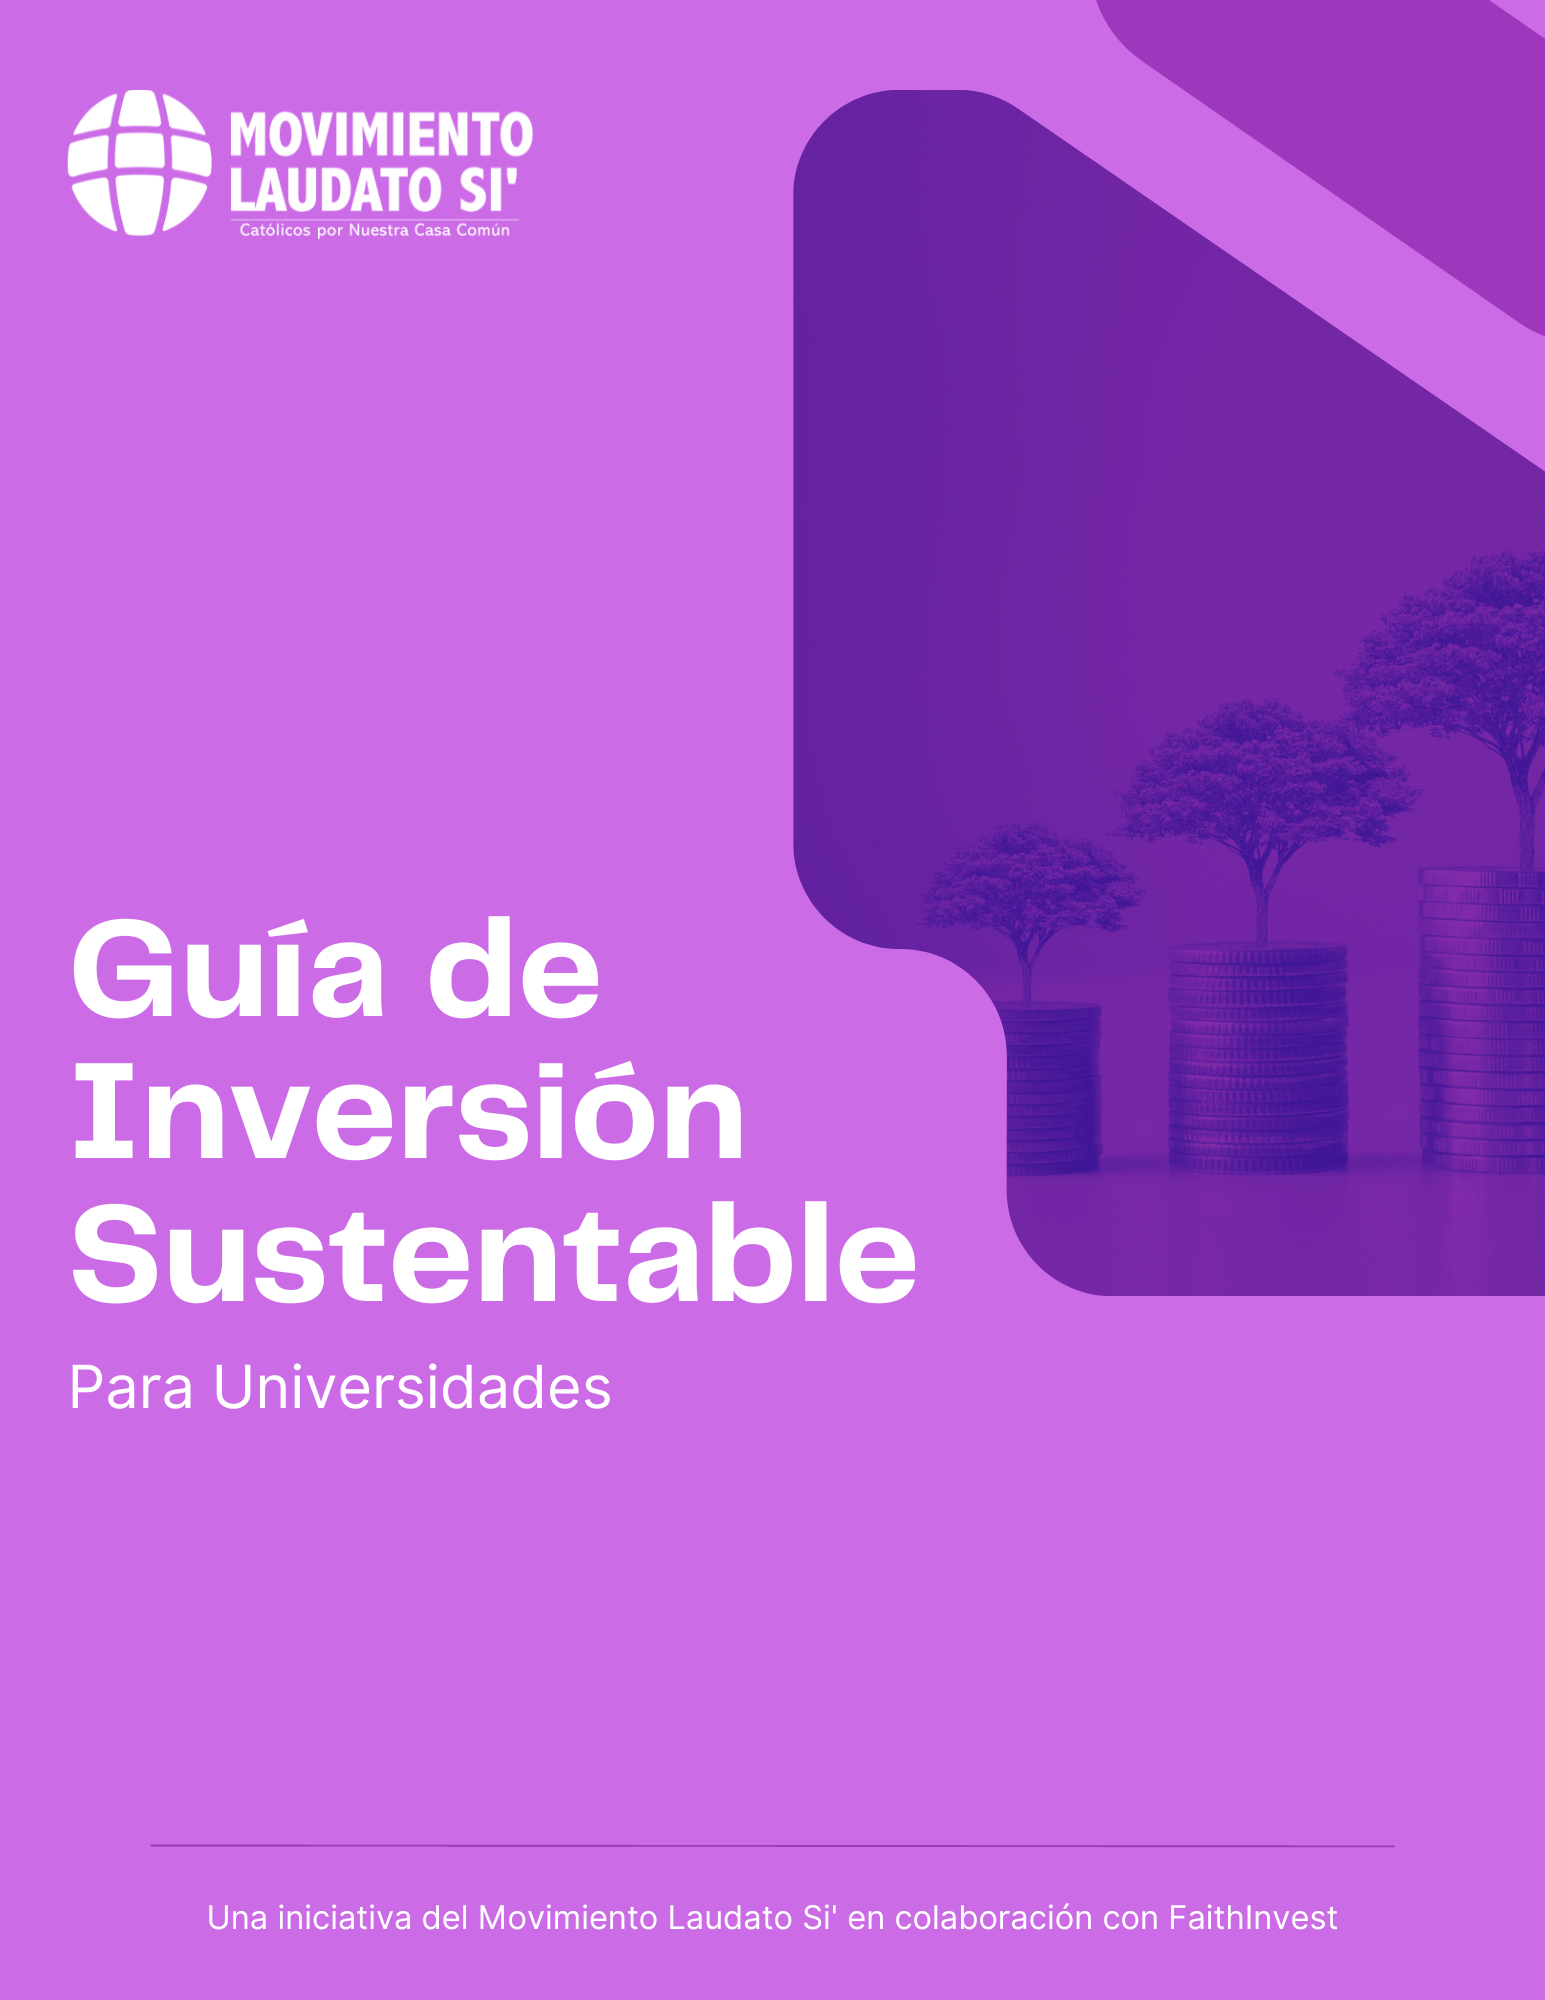 MOVIMIENTO
LAUDATO SI'
Católicos por Nuestra Casa Común
Guía de
Inversión
Sustentable
Para Universidades
Una iniciativa del Movimiento Laudato Si' en colaboración con FaithInvest